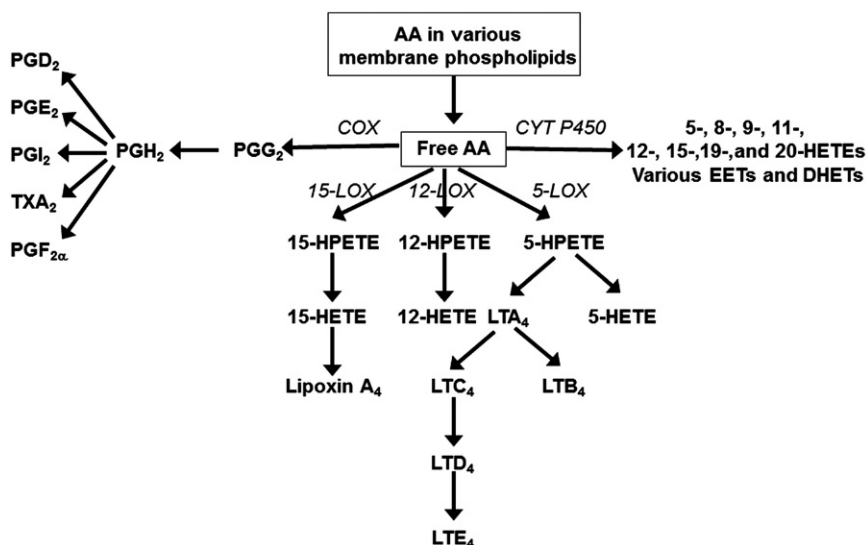 AA in various
membrane phospholipids
PGD₂
PGE₂
PGI₂
TXA₂
PGF₂α
PGH₂
PGG₂
COX
Free AA
CYT P450
5-, 8-, 9-, 11-,
12-, 15-,19-,and 20-HETEs
Various EETs and DHETs
15-LOX
12-LOX
5-LOX
15-HPETE
12-HPETE
5-HPETE
15-HETE
12-HETE
LTA₄
5-HETE
Lipoxin A₄
LTC₄
LTB₄
LTD₄
LTE₄